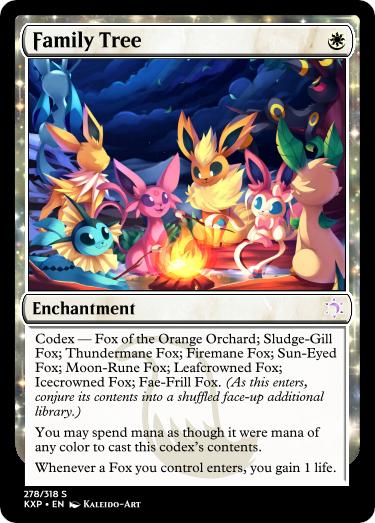 Family Tree
Enchantment
Codex — Fox of the Orange Orchard; Sludge-Gill
Fox; Thundermane Fox; Firemane Fox; Sun-Eyed
Fox; Moon-Rune Fox; Leafcrowned Fox;
Icecrowned Fox; Fae-Frill Fox. (As this enters,
conjure its contents into a shuffled face-up additional
library.)
You may spend mana as though it were mana of
any color to cast this codex's contents.
Whenever a Fox you control enters, you gain 1 life.
278/318 S
KXP • EN Kaleido-Art